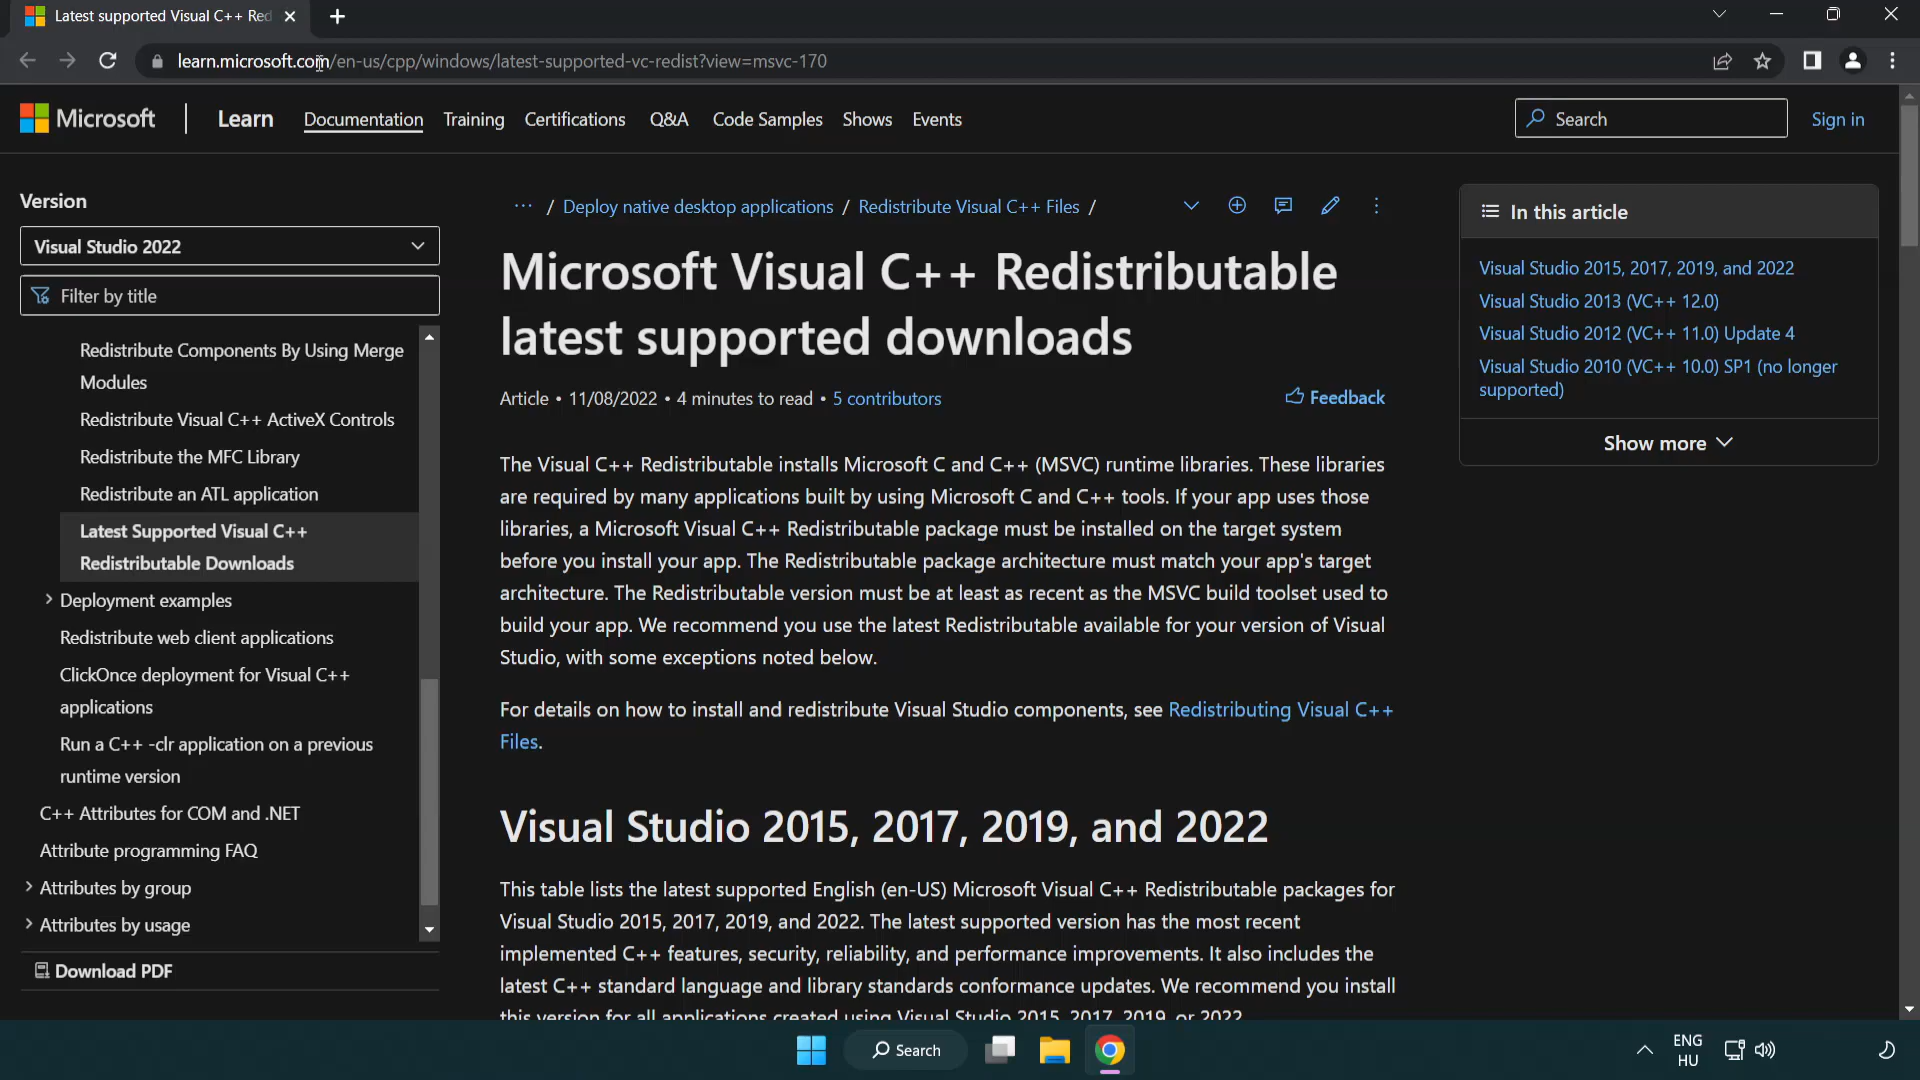 Latest supported Visual C++ Red
learn.microsoft.com/en-us/cpp/windows/latest-supported-vc-redist?view=msvc-170
Microsoft
Learn
Documentation
Training
Certifications
Q&A
Code Samples
Shows
Events
Search
Sign in
Version
Visual Studio 2022
Filter by title
Redistribute Components By Using Merge
Modules
Redistribute Visual C++ ActiveX Controls
Redistribute the MFC Library
Redistribute an ATL application
Latest Supported Visual C++
Redistributable Downloads
Deployment examples
Redistribute web client applications
ClickOnce deployment for Visual C++
applications
Run a C++ -clr application on a previous
runtime version
C++ Attributes for COM and .NET
Attribute programming FAQ
Attributes by group
Attributes by usage
Download PDF
··· / Deploy native desktop applications / Redistribute Visual C++ Files /
Microsoft Visual C++ Redistributable
latest supported downloads
Article • 11/08/2022 • 4 minutes to read • 5 contributors
Feedback
The Visual C++ Redistributable installs Microsoft C and C++ (MSVC) runtime libraries. These libraries
are required by many applications built by using Microsoft C and C++ tools. If your app uses those
libraries, a Microsoft Visual C++ Redistributable package must be installed on the target system
before you install your app. The Redistributable package architecture must match your app's target
architecture. The Redistributable version must be at least as recent as the MSVC build toolset used to
build your app. We recommend you use the latest Redistributable available for your version of Visual
Studio, with some exceptions noted below.
For details on how to install and redistribute Visual Studio components, see Redistributing Visual C++
Files.
Visual Studio 2015, 2017, 2019, and 2022
This table lists the latest supported English (en-US) Microsoft Visual C++ Redistributable packages for
Visual Studio 2015, 2017, 2019, and 2022. The latest supported version has the most recent
implemented C++ features, security, reliability, and performance improvements. It also includes the
latest C++ standard language and library standards conformance updates. We recommend you install
this version for all applications created using Visual Studio 2015, 2017, 2019, or 2022.
In this article
Visual Studio 2015, 2017, 2019, and 2022
Visual Studio 2013 (VC++ 12.0)
Visual Studio 2012 (VC++ 11.0) Update 4
Visual Studio 2010 (VC++ 10.0) SP1 (no longer
supported)
Show more
Search
ENG
HU